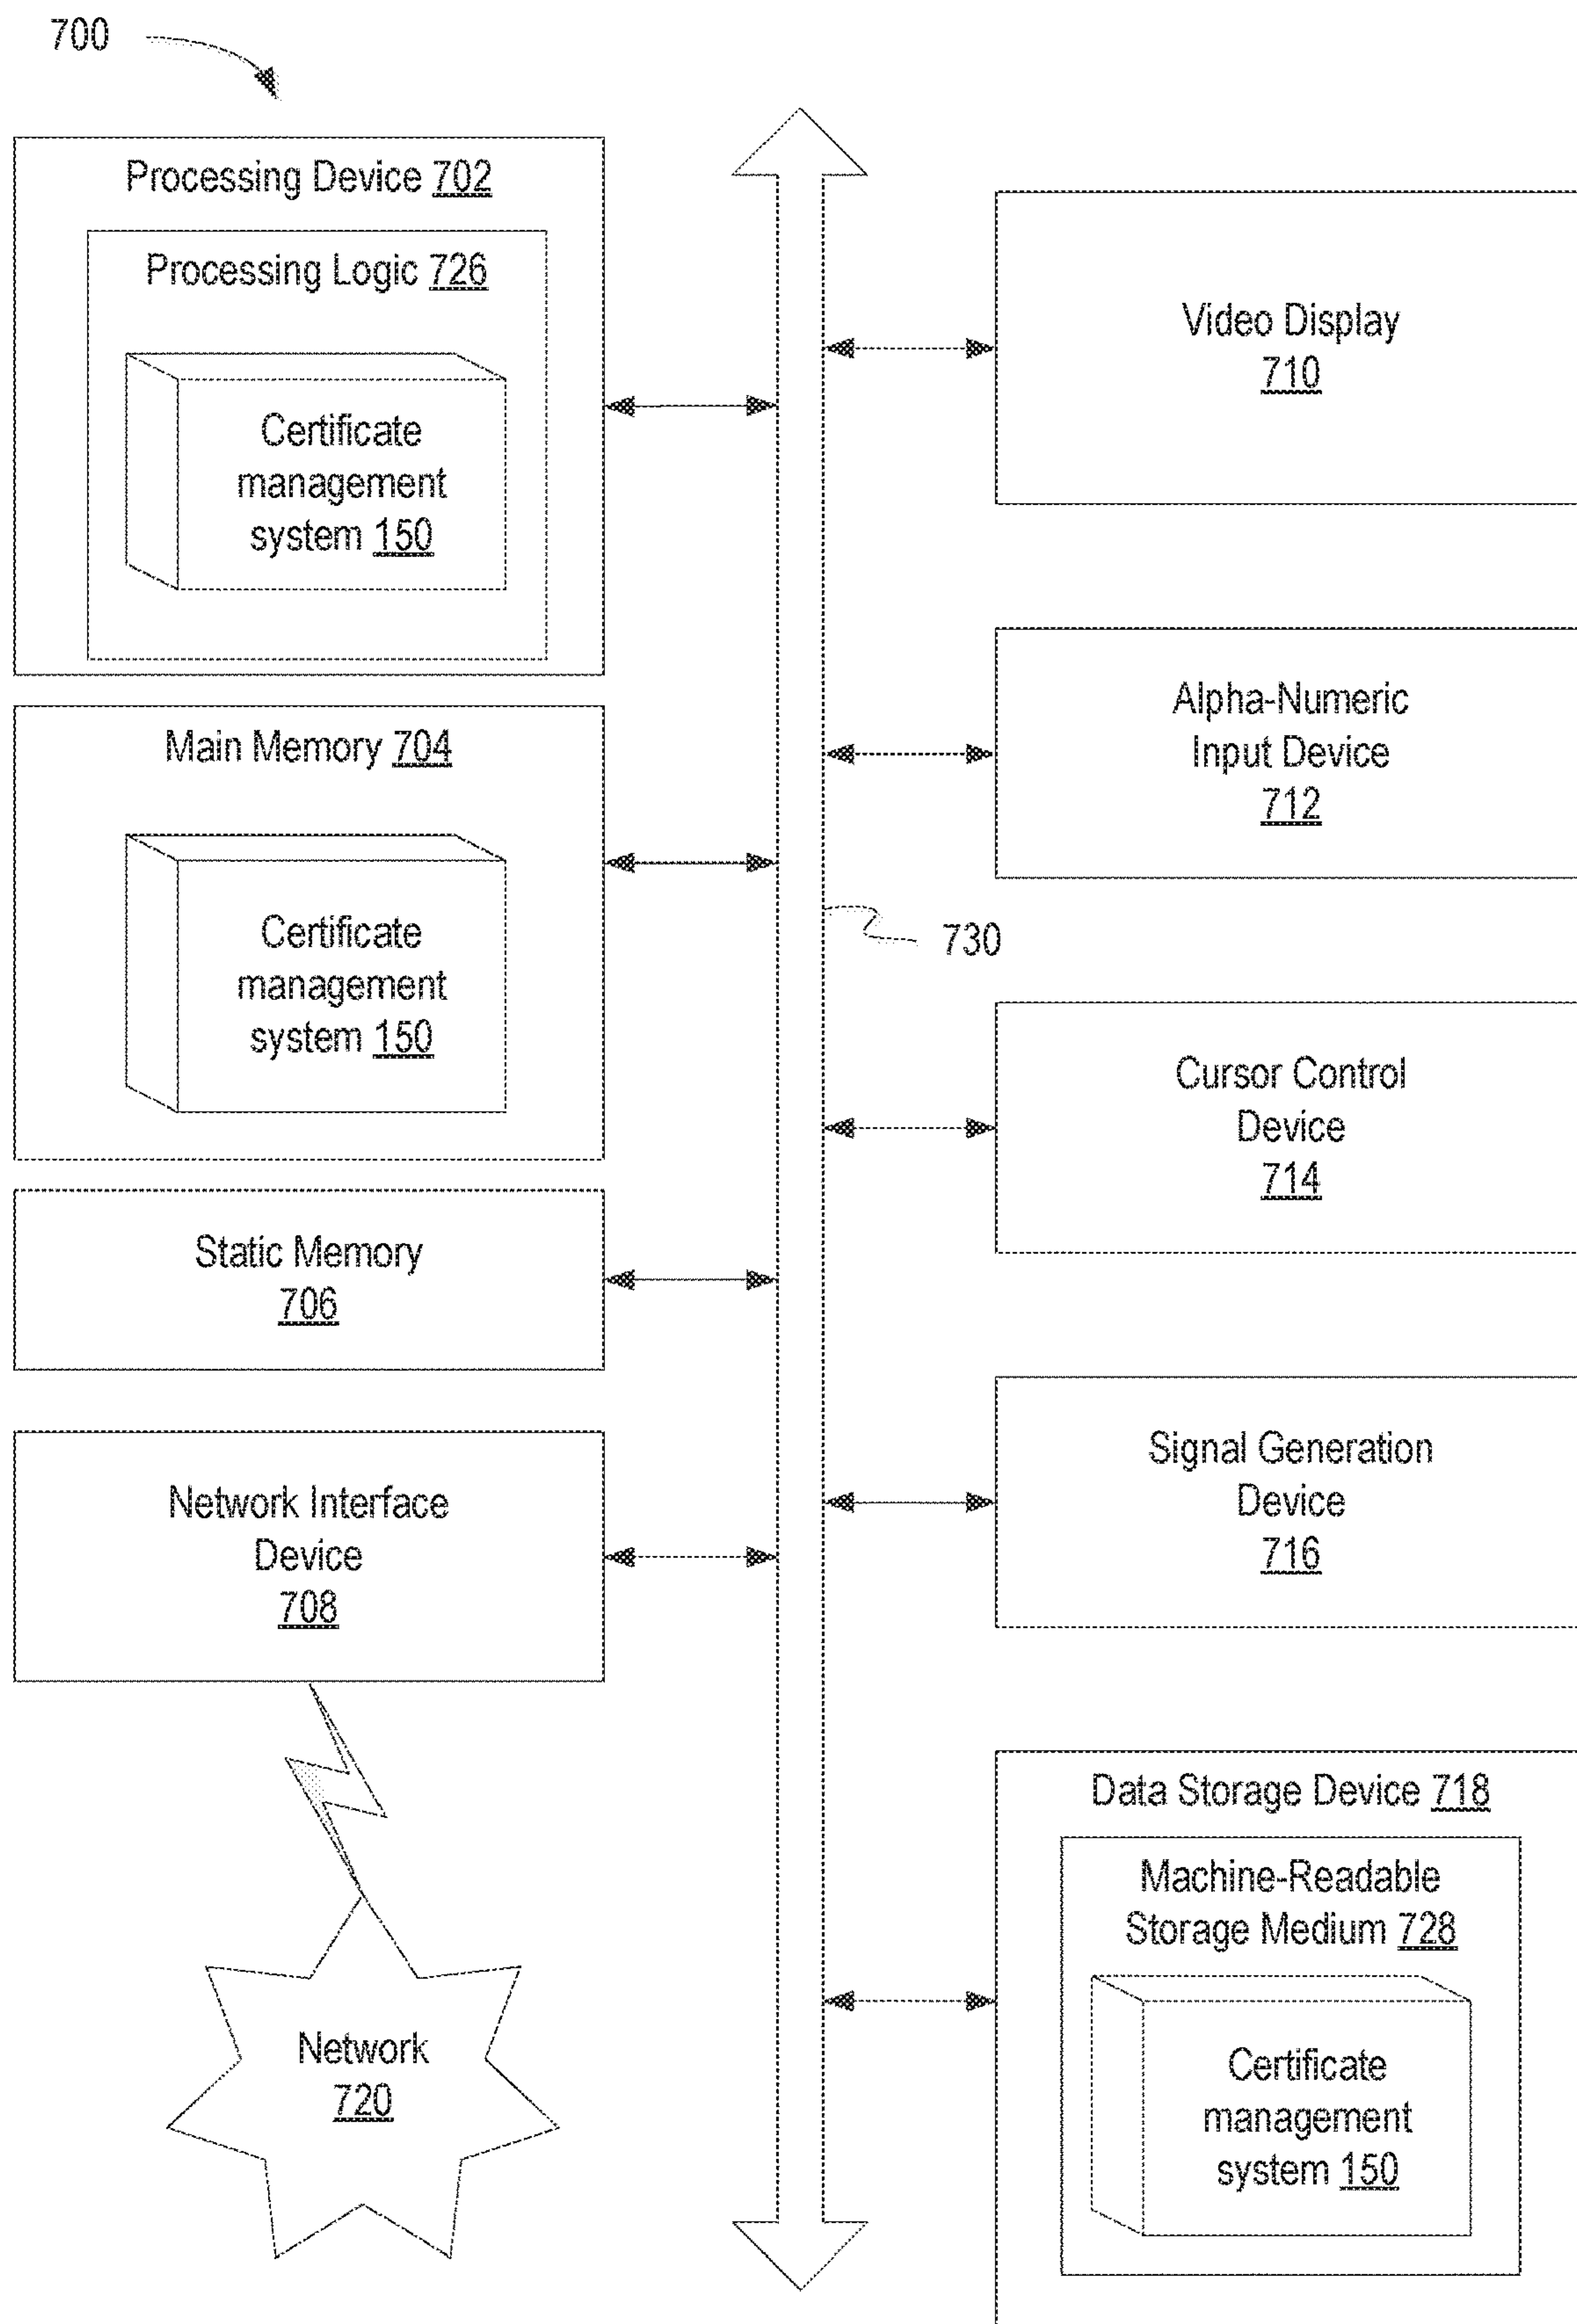 700
Processing Device 702
Processing Logic 726
Certificate
management
system 150
Main Memory 704
Certificate
management
system 150
Static Memory
706
Network Interface
Device
708
Network
720
730
Video Display
710
Alpha-Numeric
Input Device
712
Cursor Control
Device
714
Signal Generation
Device
716
Data Storage Device 718
Machine-Readable
Storage Medium 728
Certificate
management
system 150